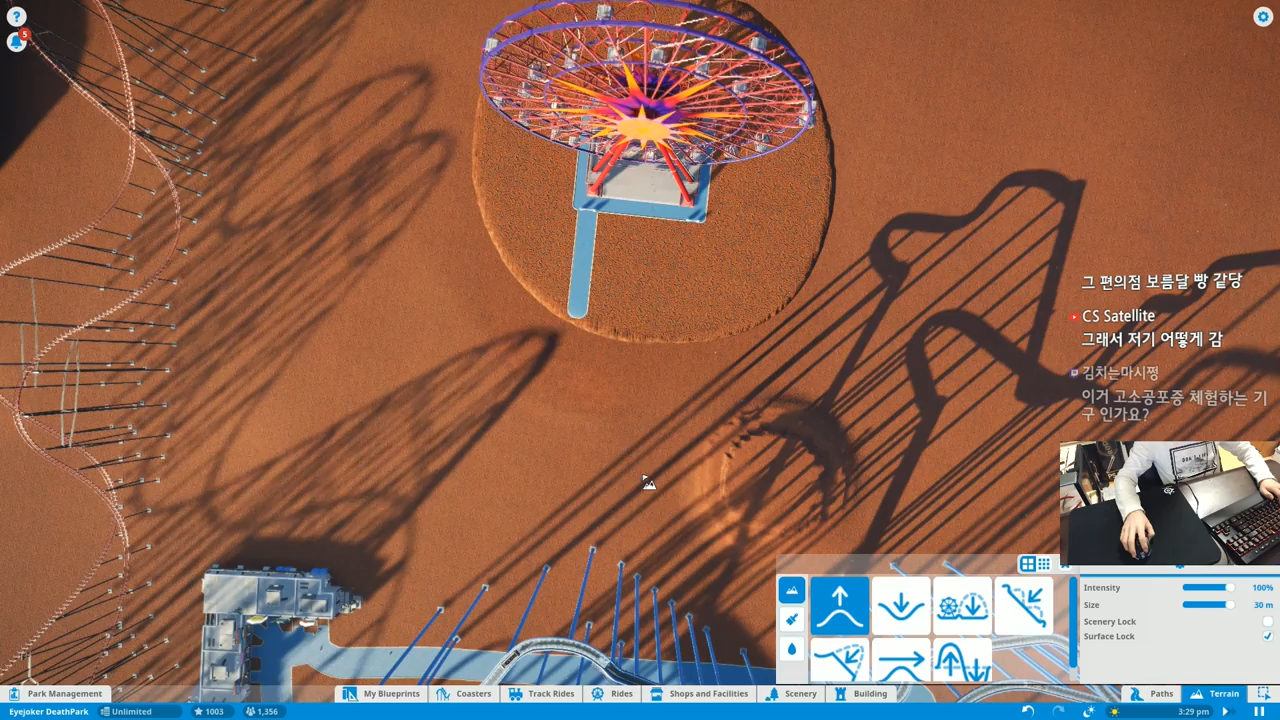 5
그 편의점 보름달 빵 같당
CS Satellite
그래서 저기 어떻게 감
김치는마시쩡
이거 고소공포증 체험하는 기
구 인가요?
Intensity 100%
Size 30 m
Scenery Lock
Surface Lock
Park Management My Blueprints Coasters Track Rides Rides Shops and Facilities Scenery Building Paths Terrain
Eyejoker DeathPark Unlimited 1003 1,356 3:29 pm